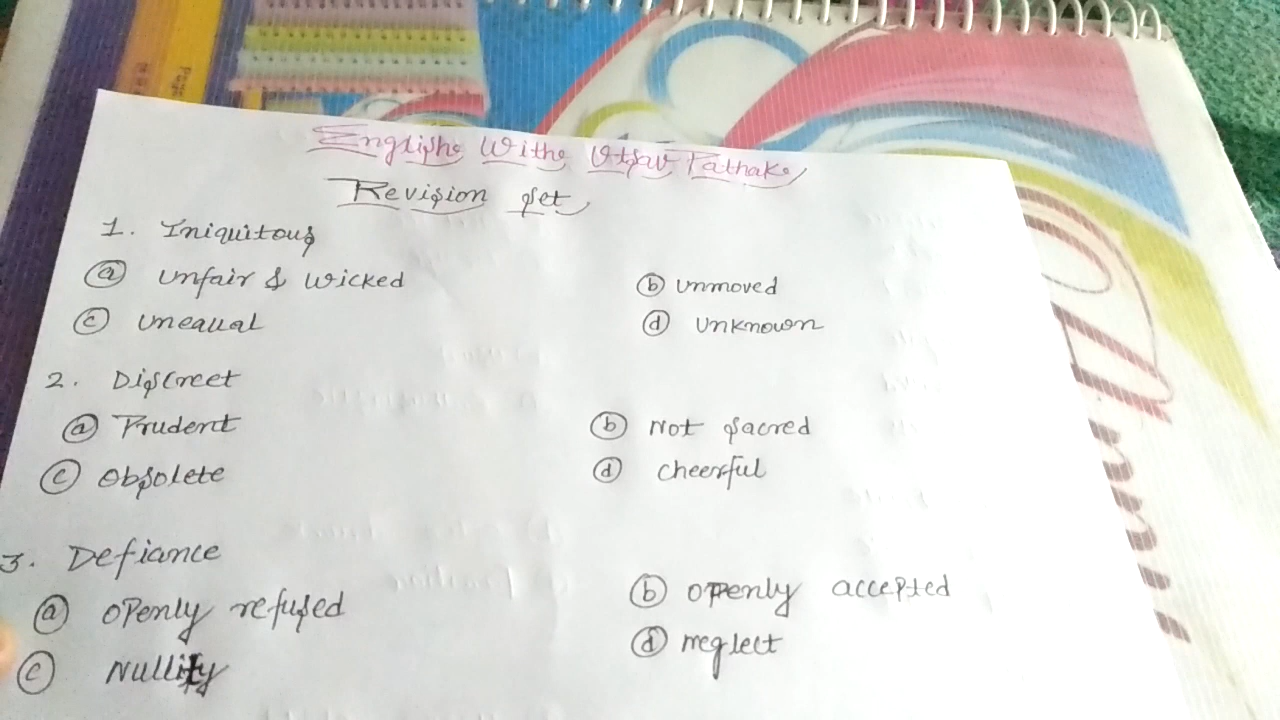 English With Utsav Pathak
Revision set
1. Iniquitous
(a) unfair & wicked (b) unmoved
(c) unequal (d) unknown
2. Discreet
(a) Prudent (b) Not sacred
(c) Obsolete (d) cheerful
3. Defiance
(a) openly refused (b) openly accepted
(c) Nullify (d) neglect